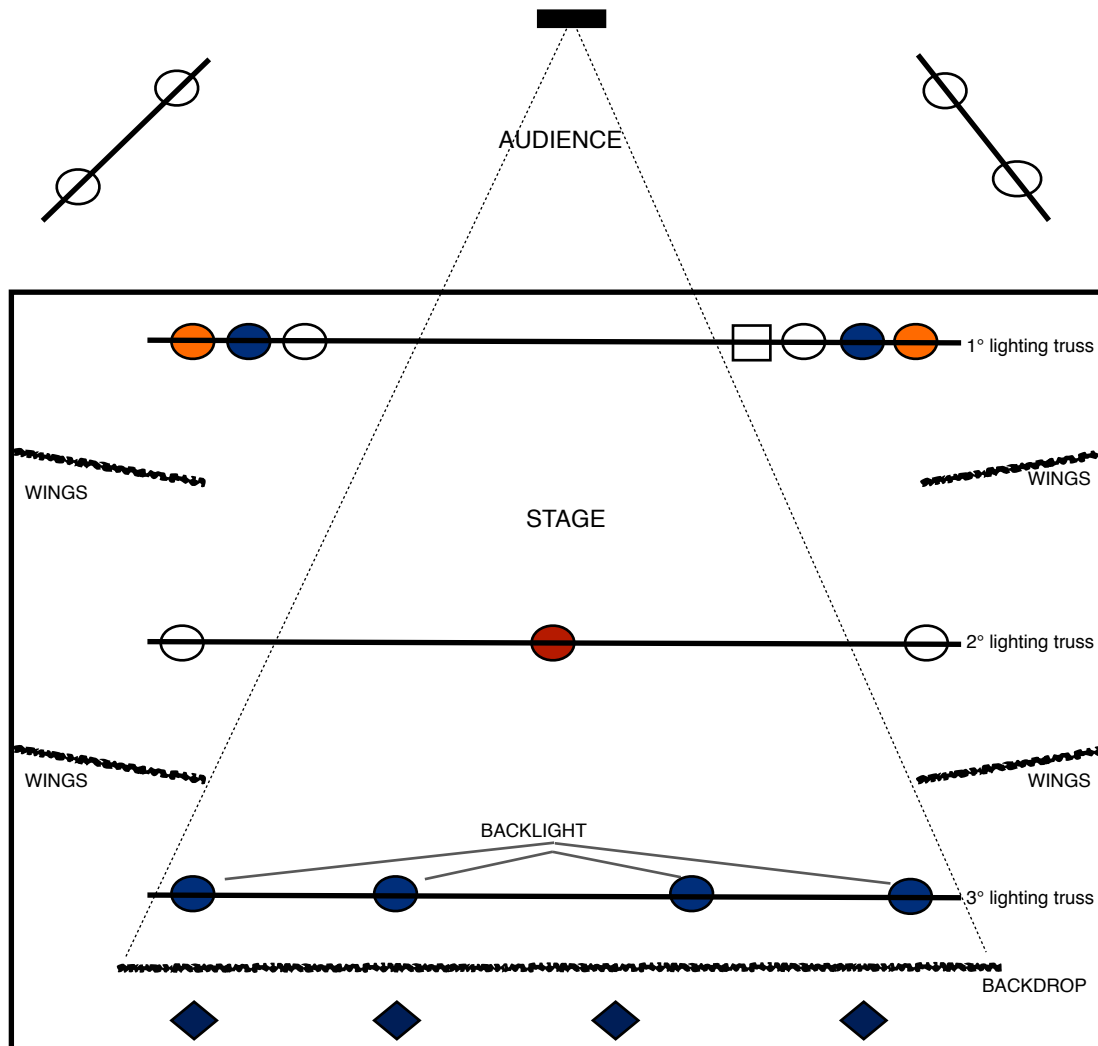 AUDIENCE
1° lighting truss
WINGS
WINGS
STAGE
2° lighting truss
WINGS
WINGS
BACKLIGHT
3° lighting truss
BACKDROP